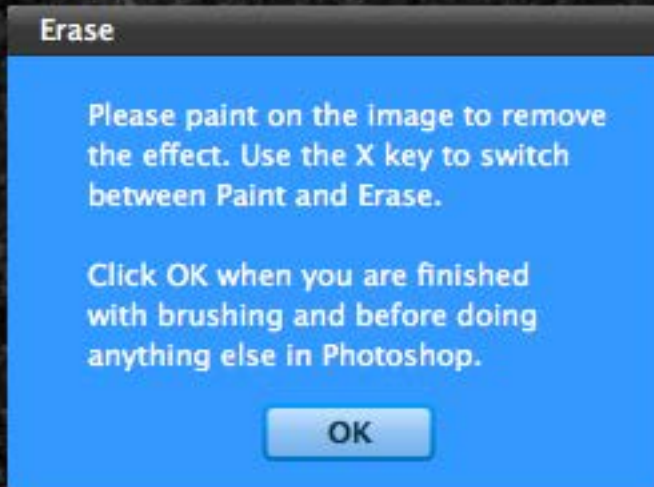 Erase
Please paint on the image to remove
the effect. Use the X key to switch
between Paint and Erase.
Click OK when you are finished
with brushing and before doing
anything else in Photoshop.
OK